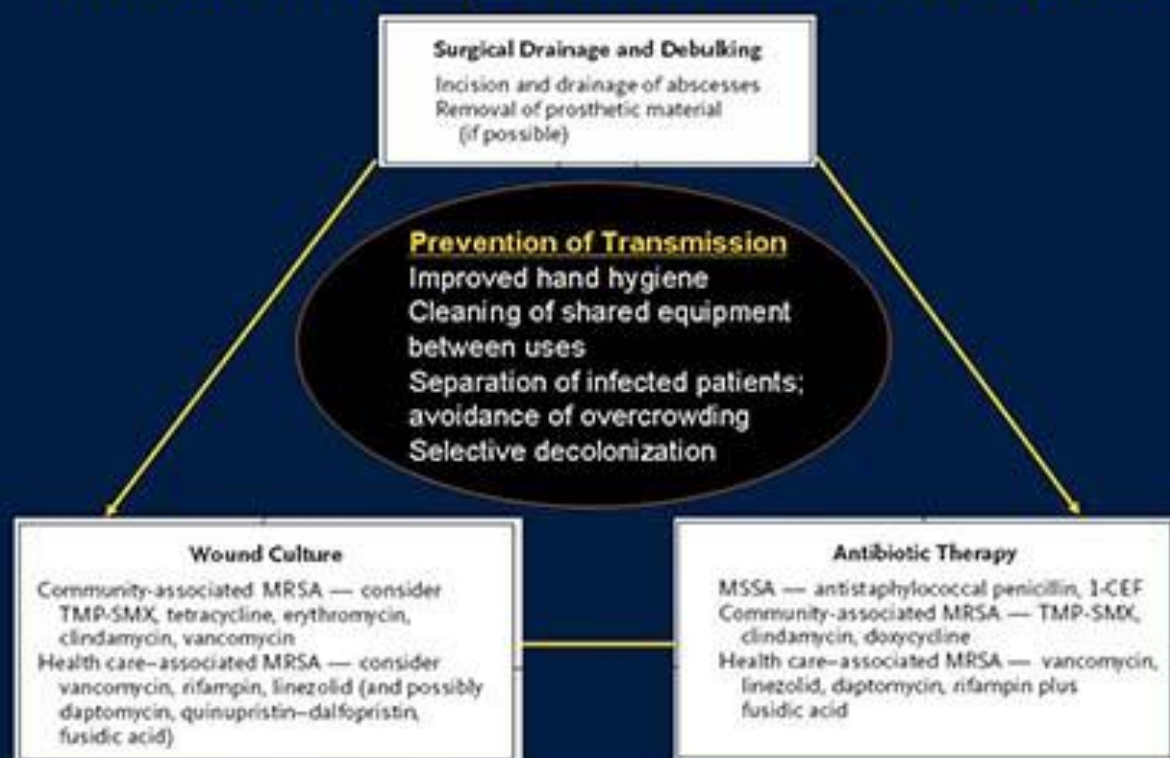 Surgical Drainage and Debulking
Incision and drainage of abscesses
Removal of prosthetic material
(if possible)
Prevention of Transmission
Improved hand hygiene
Cleaning of shared equipment
between uses
Separation of infected patients;
avoidance of overcrowding
Selective decolonization
Wound Culture
Community-associated MRSA — consider
TMP-SMX, tetracycline, erythromycin,
clindamycin, vancomycin
Health care–associated MRSA — consider
vancomycin, rifampin, linezolid (and possibly
daptomycin, quinupristin–dalfopristin,
fusidic acid)
Antibiotic Therapy
MSSA — antistaphylococcal penicillin, 1-CEF
Community-associated MRSA — TMP-SMX,
clindamycin, doxycycline
Health care–associated MRSA — vancomycin,
linezolid, daptomycin, rifampin plus
fusidic acid